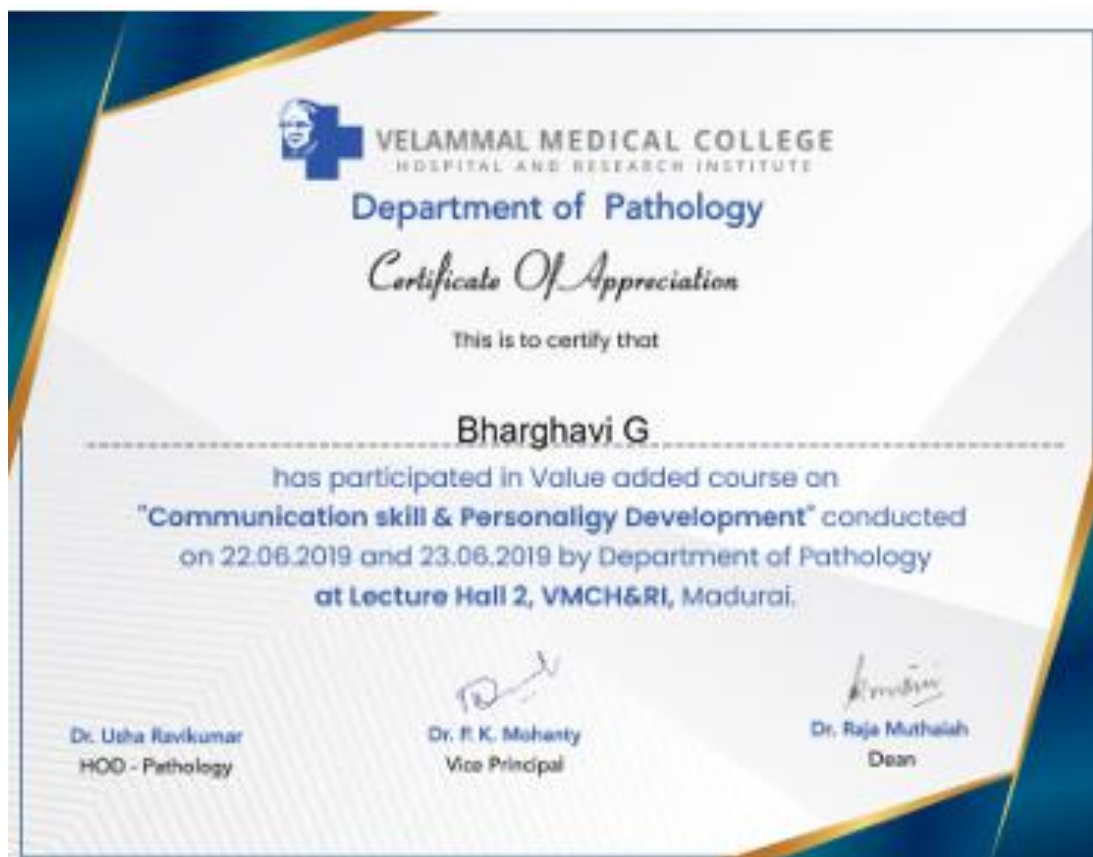 VELAMMAL MEDICAL COLLEGE
HOSPITAL AND RESEARCH INSTITUTE
Department of Pathology
Certificate Of Appreciation
This is to certify that
Bharghavi G
has participated in Value added course on
"Communication skill & Personaligy Development" conducted
on 22.06.2019 and 23.06.2019 by Department of Pathology
at Lecture Hall 2, VMCH&RI, Madurai.
Dr. Usha Ravikumar
HOD - Pathology
Dr. P. K. Mohanty
Vice Principal
Dr. Raja Muthaiah
Dean